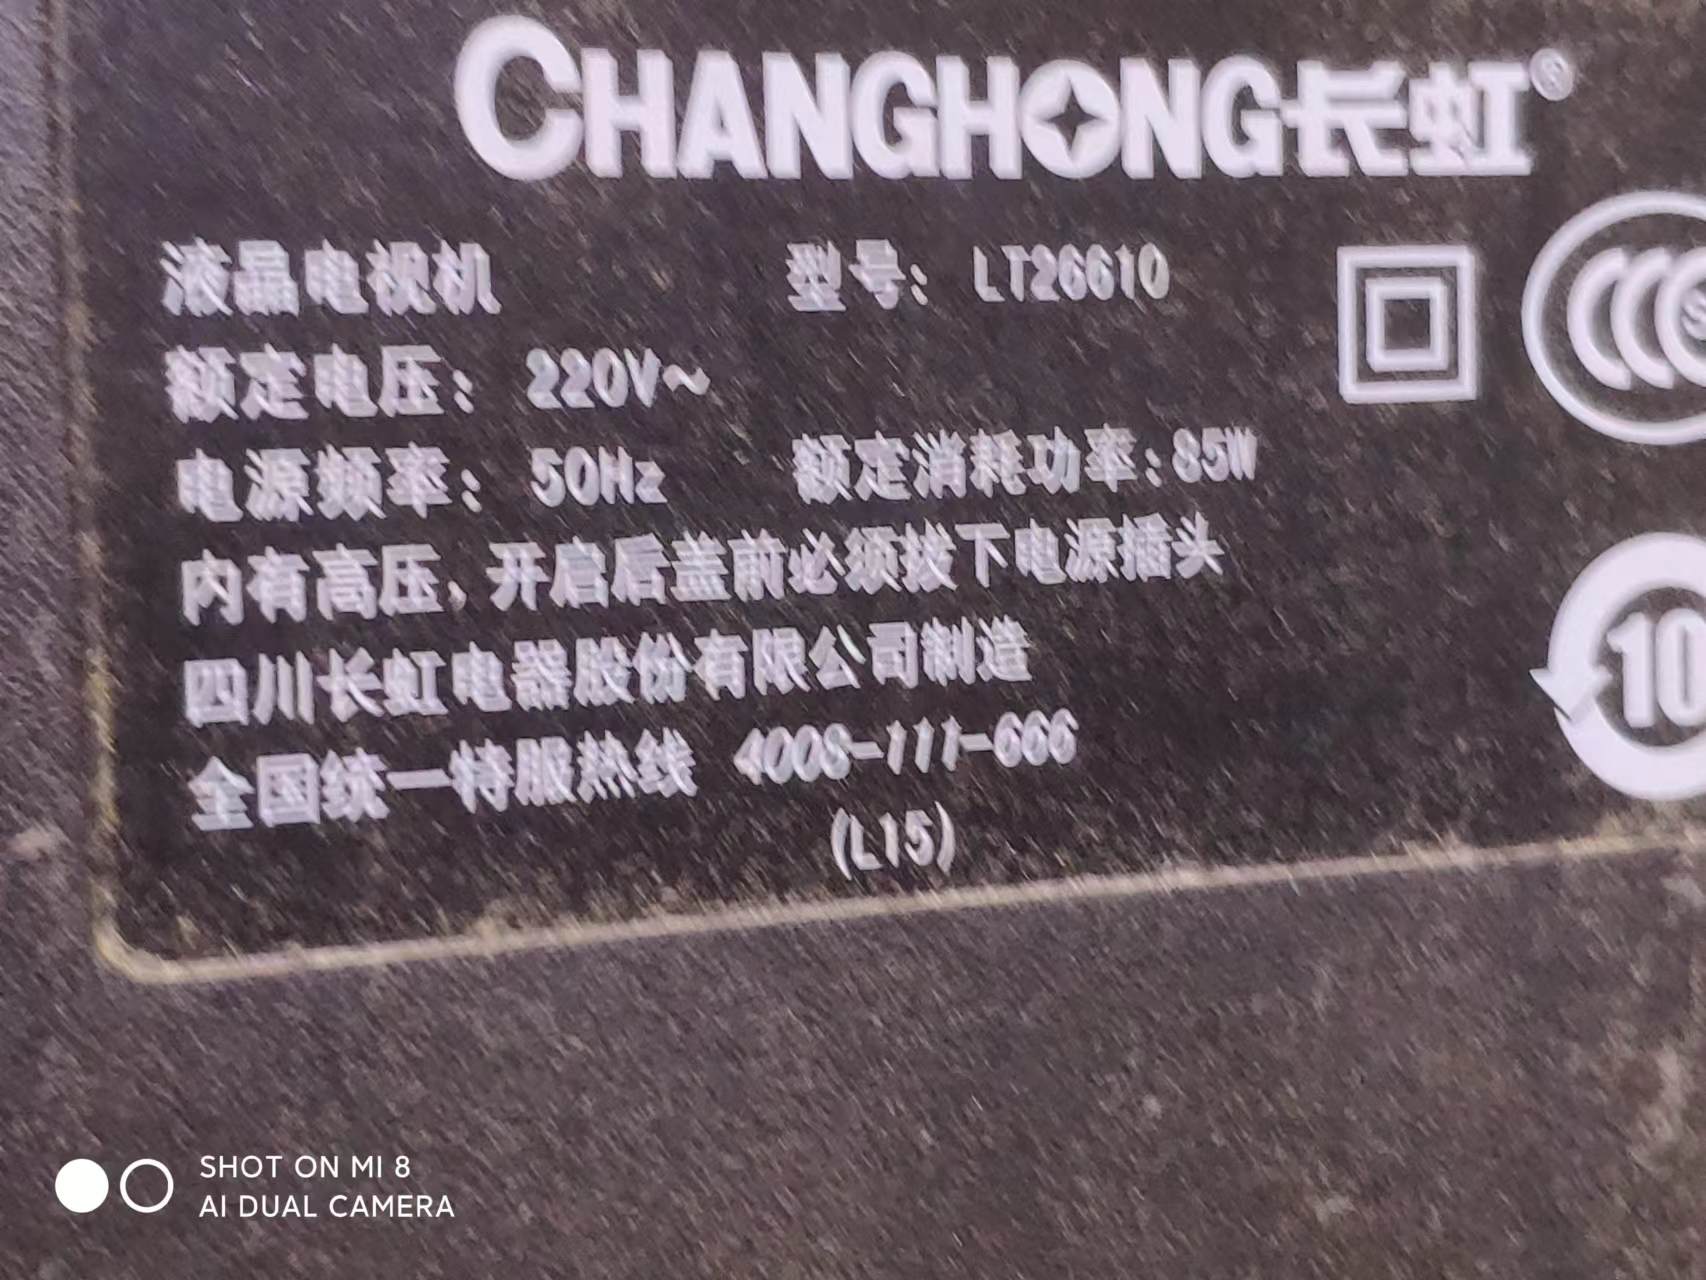 CHANGHONG长虹®
液晶电视机 型号: LT26610
额定电压: 220V~
电源频率: 50Hz 额定消耗功率:85W
内有高压,开启后盖前必须拔下电源插头
四川长虹电器股份有限公司制造
全国统一特服热线 4008-111-666
(L15)
10
SHOT ON MI 8
AI DUAL CAMERA